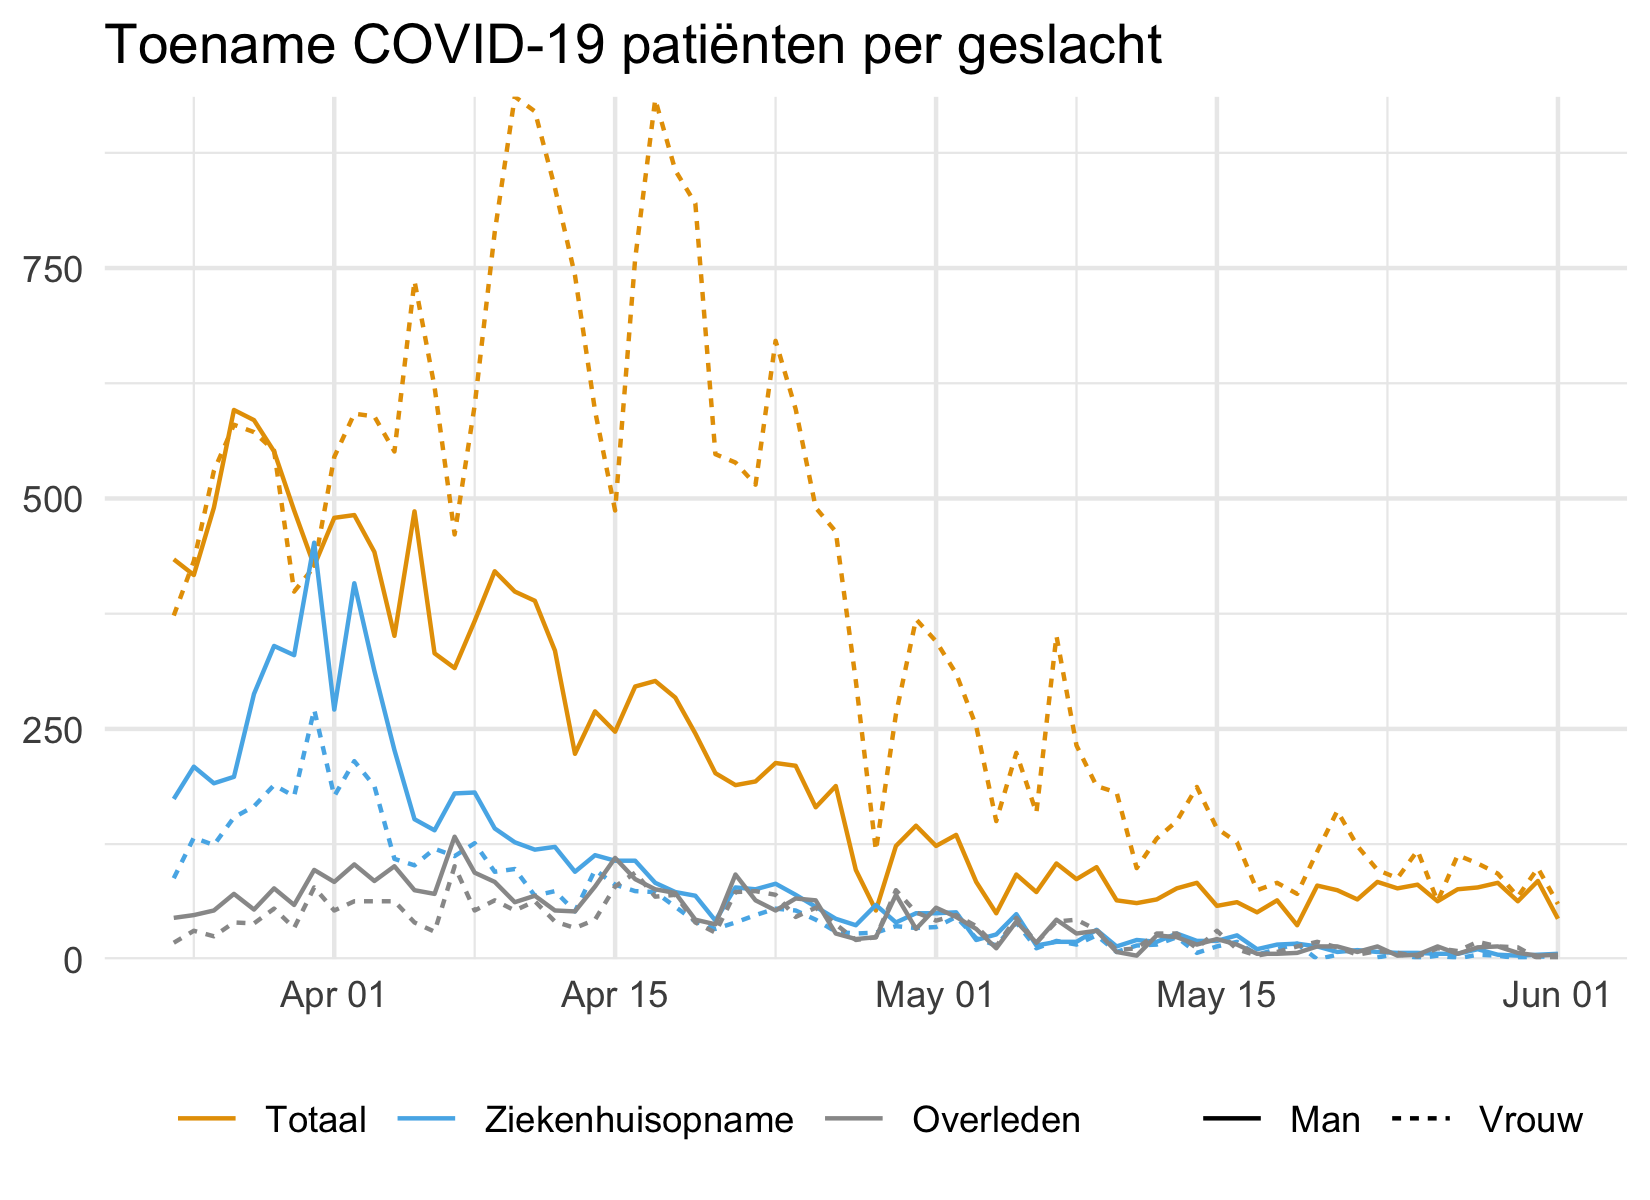 Toename COVID-19 patiënten per geslacht
750
500
250
0
Apr 01 Apr 15 May 01 May 15 Jun 01
Totaal Ziekenhuisopname Overleden Man Vrouw